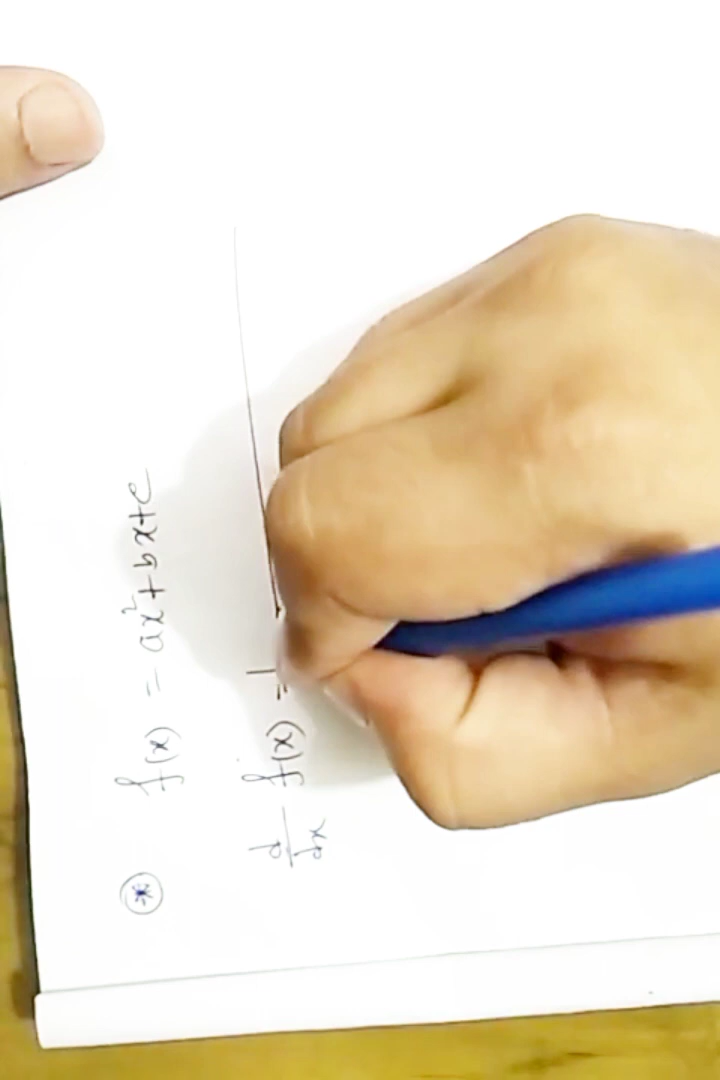 * f(x) = ax²+bx+c
d/dx f(x) =